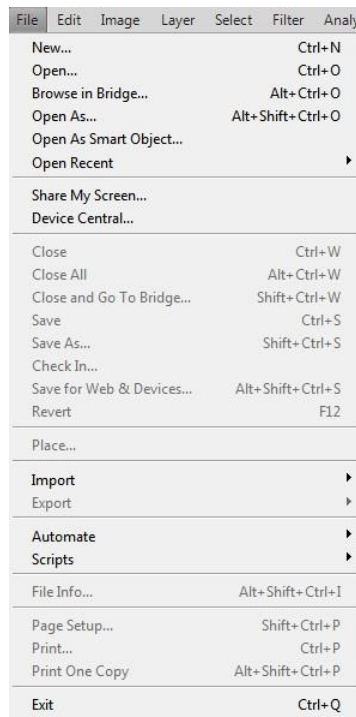 File Edit Image Layer Select Filter Analy
New... Ctrl+N
Open... Ctrl+O
Browse in Bridge... Alt+Ctrl+O
Open As... Alt+Shift+Ctrl+O
Open As Smart Object...
Open Recent
Share My Screen...
Device Central...
Close Ctrl+W
Close All Alt+Ctrl+W
Close and Go To Bridge... Shift+Ctrl+W
Save Ctrl+S
Save As... Shift+Ctrl+S
Check In...
Save for Web & Devices... Alt+Shift+Ctrl+S
Revert F12
Place...
Import
Export
Automate
Scripts
File Info... Alt+Shift+Ctrl+I
Page Setup... Shift+Ctrl+P
Print... Ctrl+P
Print One Copy Alt+Shift+Ctrl+P
Exit Ctrl+Q